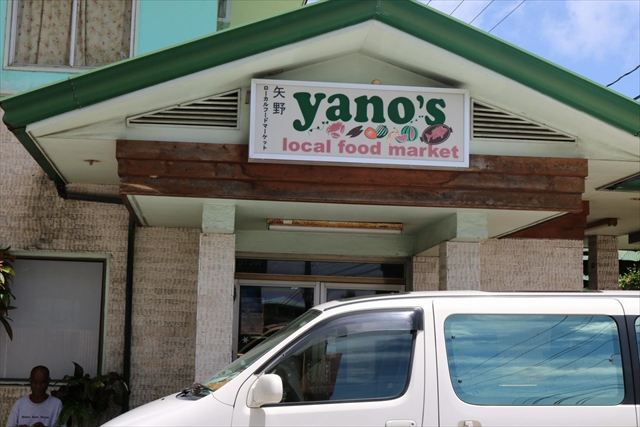 矢野
ローカルフードマーケット
yano's
local food market